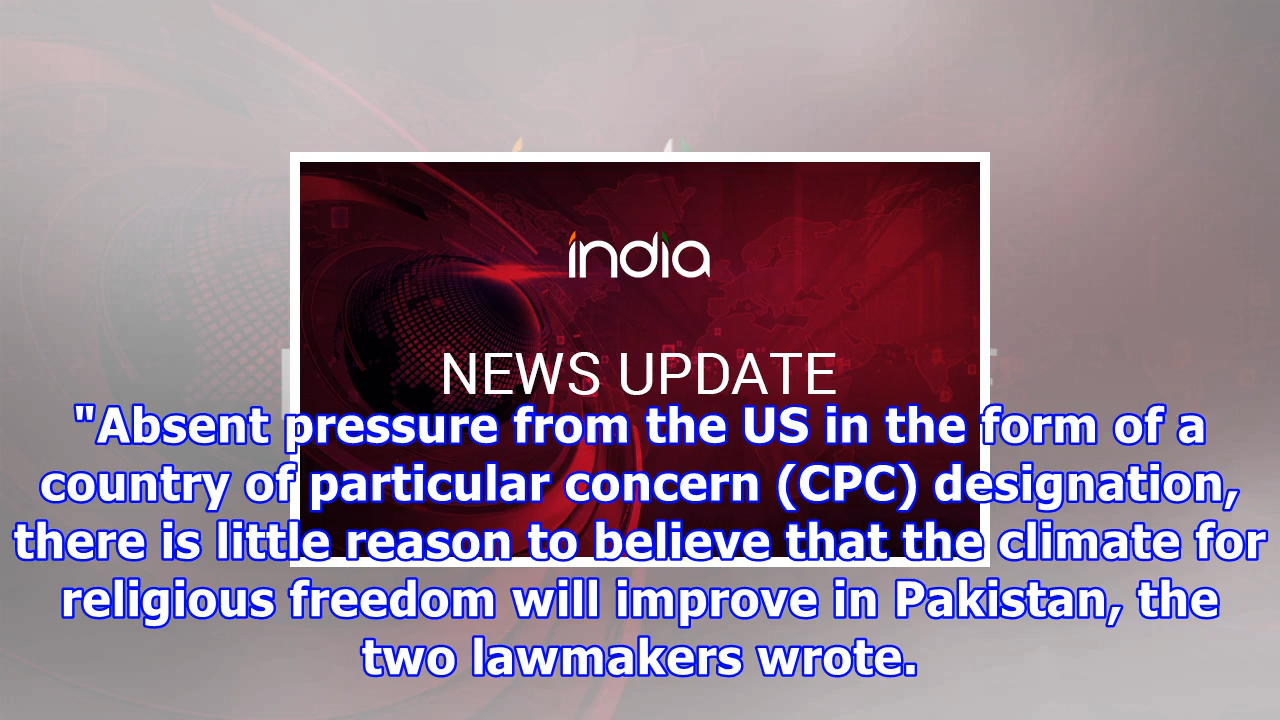 india
NEWS UPDATE
"Absent pressure from the US in the form of a
country of particular concern (CPC) designation,
there is little reason to believe that the climate for
religious freedom will improve in Pakistan, the
two lawmakers wrote.